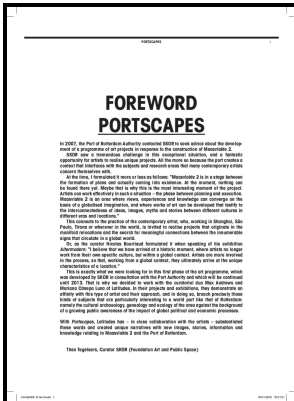 PORTSCAPES
FOREWORD
PORTSCAPES
In 2007, the Port of Rotterdam Authority contacted SKOR to seek advice about the develop-
ment of a programme of art projects in response to the construction of Maasvlakte 2.
SKOR saw a tremendous challenge in this exceptional situation, and a fantastic
opportunity for artists to realise unique projects. All the more so because the port creates a
context that interfaces with the subjects and research areas that many contemporary artists
concern themselves with.
At the time, I formulated it more or less as follows: "Maasvlakte 2 is in a stage between
the formation of plans and actually coming into existence. At the moment, nothing can
be found there yet. Maybe that is why this is the most interesting moment of the project.
Artists can work effectively in such a situation – the phase between planning and execution.
Maasvlakte 2 is an area where views, experiences and knowledge can converge on the
basis of a globalised imagination, and where works of art can be developed that testify to
the interconnectedness of ideas, images, myths and stories between different cultures in
different eras and locations."
This connects to the practice of the contemporary artist, who, working in Shanghai, São
Paulo, Tirana or wherever in the world, is invited to realise projects that originate in the
manifold relocations and the search for meaningful connections between the innumerable
signs that circulate in a global world.
Or, as the curator Nicolas Bourriaud formulated it when speaking of his exhibition
Altermodern: "I believe that we have arrived at a historic moment, where artists no longer
work from their own specific culture, but within a global context. Artists are more involved
in the process, so that, working from a global context, they ultimately arrive at the unique
characteristics of a location."
This is exactly what we were looking for in this first phase of the art programme, which
was developed by SKOR in consultation with the Port Authority and which will be continued
until 2013. That is why we decided to work with the curatorial duo Max Andrews and
Mariana Cánepa Luna of Latitudes. In their projects and exhibitions, they demonstrate an
affinity with this type of artist and their approach, and in doing so, broach precisely those
kinds of subjects that are particularly interesting to a world port like that of Rotterdam:
namely the cultural archaeology, geneology and ecology of the area against the background
of a growing public awareness of the impact of global political and economic processes.
With Portscapes, Latitudes has – in close collaboration with the artists – substantiated
these words and created unique narratives with new images, stories, information and
knowledge relating to Maasvlakte 2 and the Port of Rotterdam.
Theo Tegelaers, Curator SKOR (Foundation Art and Public Space)